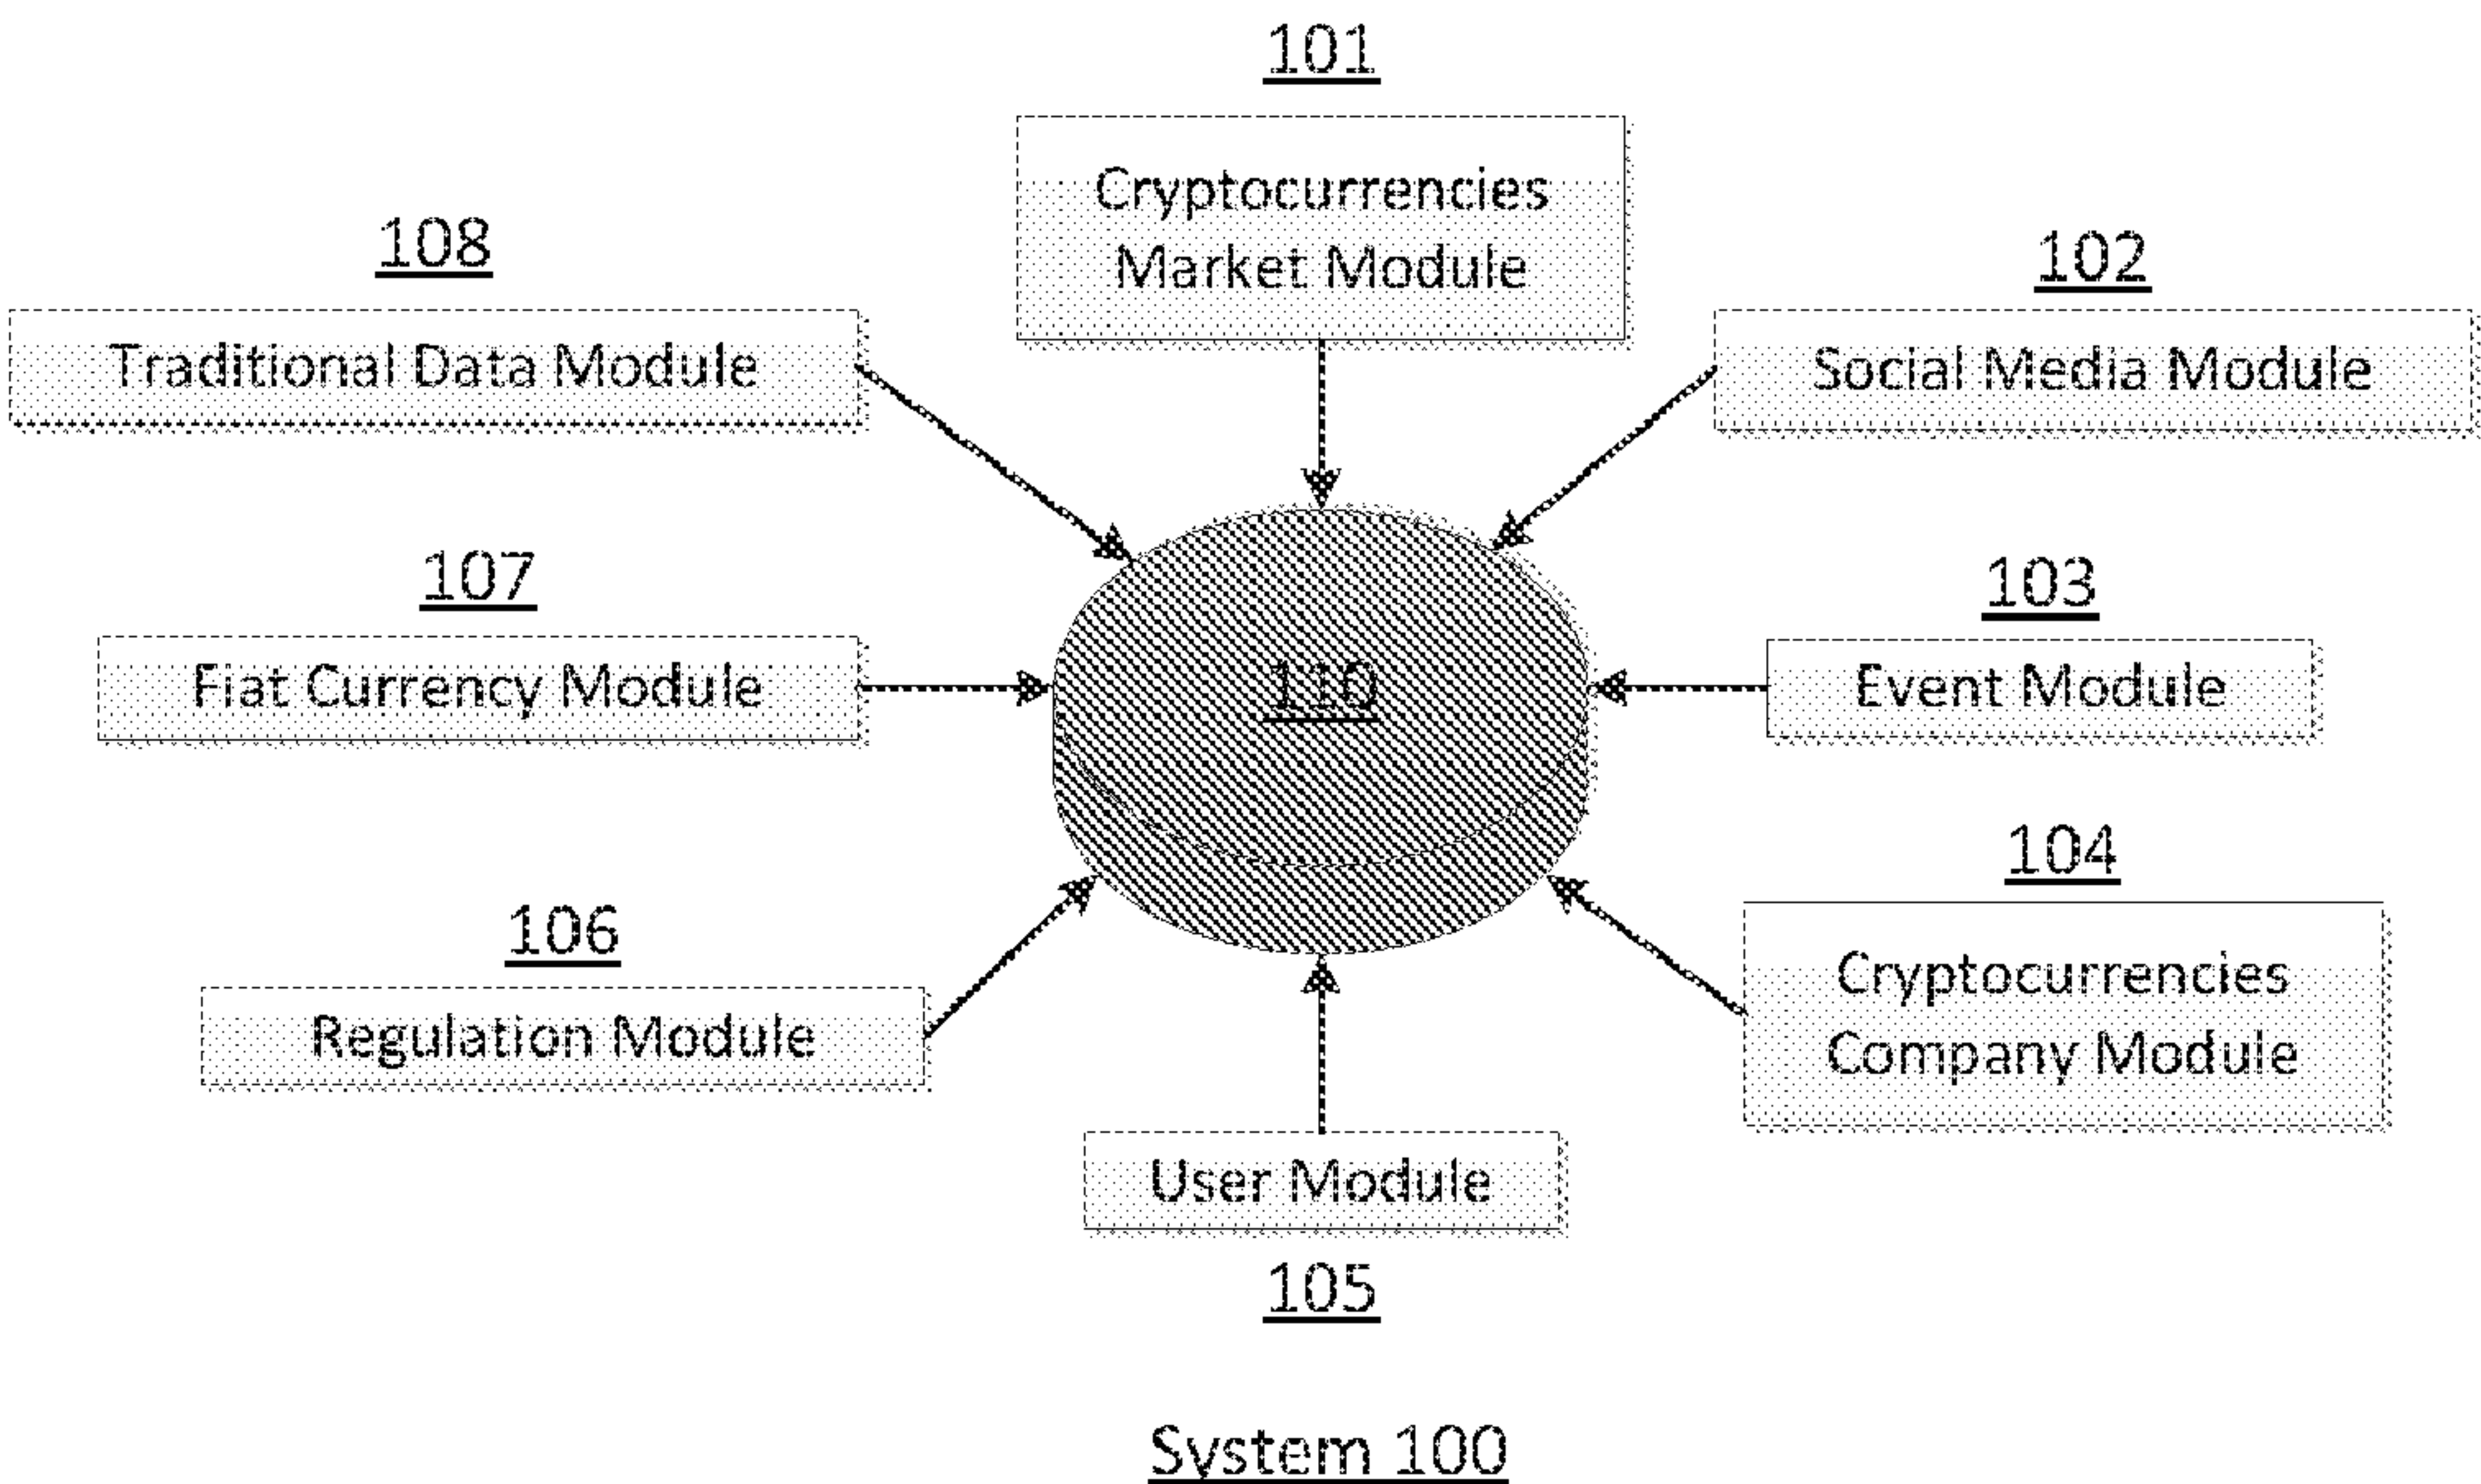 101
Cryptocurrencies
Market Module
108
Traditional Data Module
102
Social Media Module
107
Fiat Currency Module
110
103
Event Module
106
Regulation Module
104
Cryptocurrencies
Company Module
User Module
105
System 100